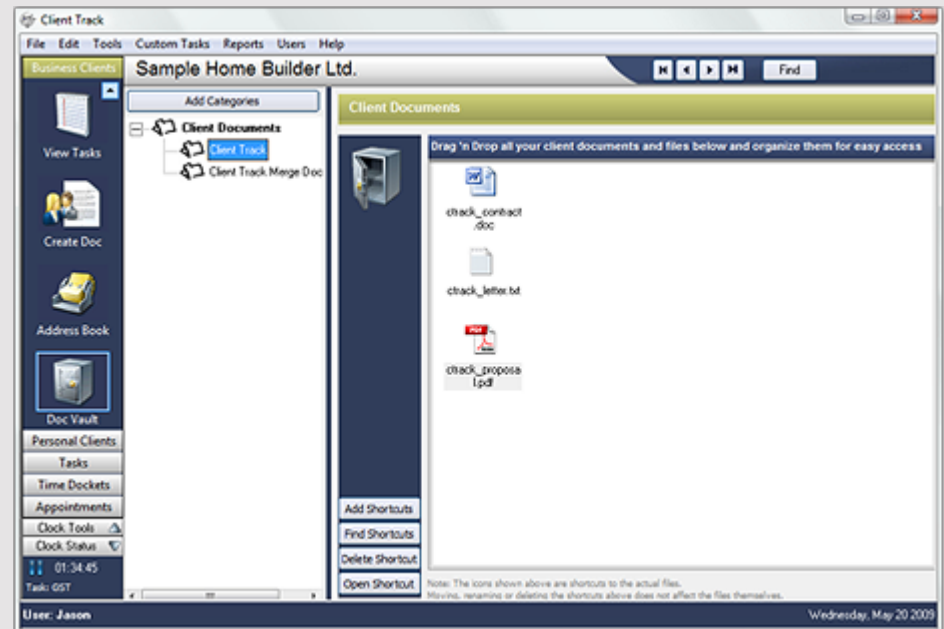 Client Track
File Edit Tools Custom Tasks Reports Users Help
Business Clients
Sample Home Builder Ltd.
Find
View Tasks
Create Doc
Address Book
Doc Vault
Personal Clients
Tasks
Time Dockets
Appointments
Clock Tools
Clock Status
01:34:45
Task: GST
Add Categories
Client Documents
Client Track
Client Track Merge Doc
Client Documents
Drag 'n Drop all your client documents and files below and organize them for easy access
ctrack_contract
.doc
ctrack_letter.txt
PDF
ctrack_proposa
l.pdf
Add Shortcuts
Find Shortcuts
Delete Shortcut
Open Shortcut
Note: The icons shown above are shortcuts to the actual files.
Moving, renaming or deleting the shortcuts above does not affect the files themselves.
User: Jason
Wednesday, May 20 2009